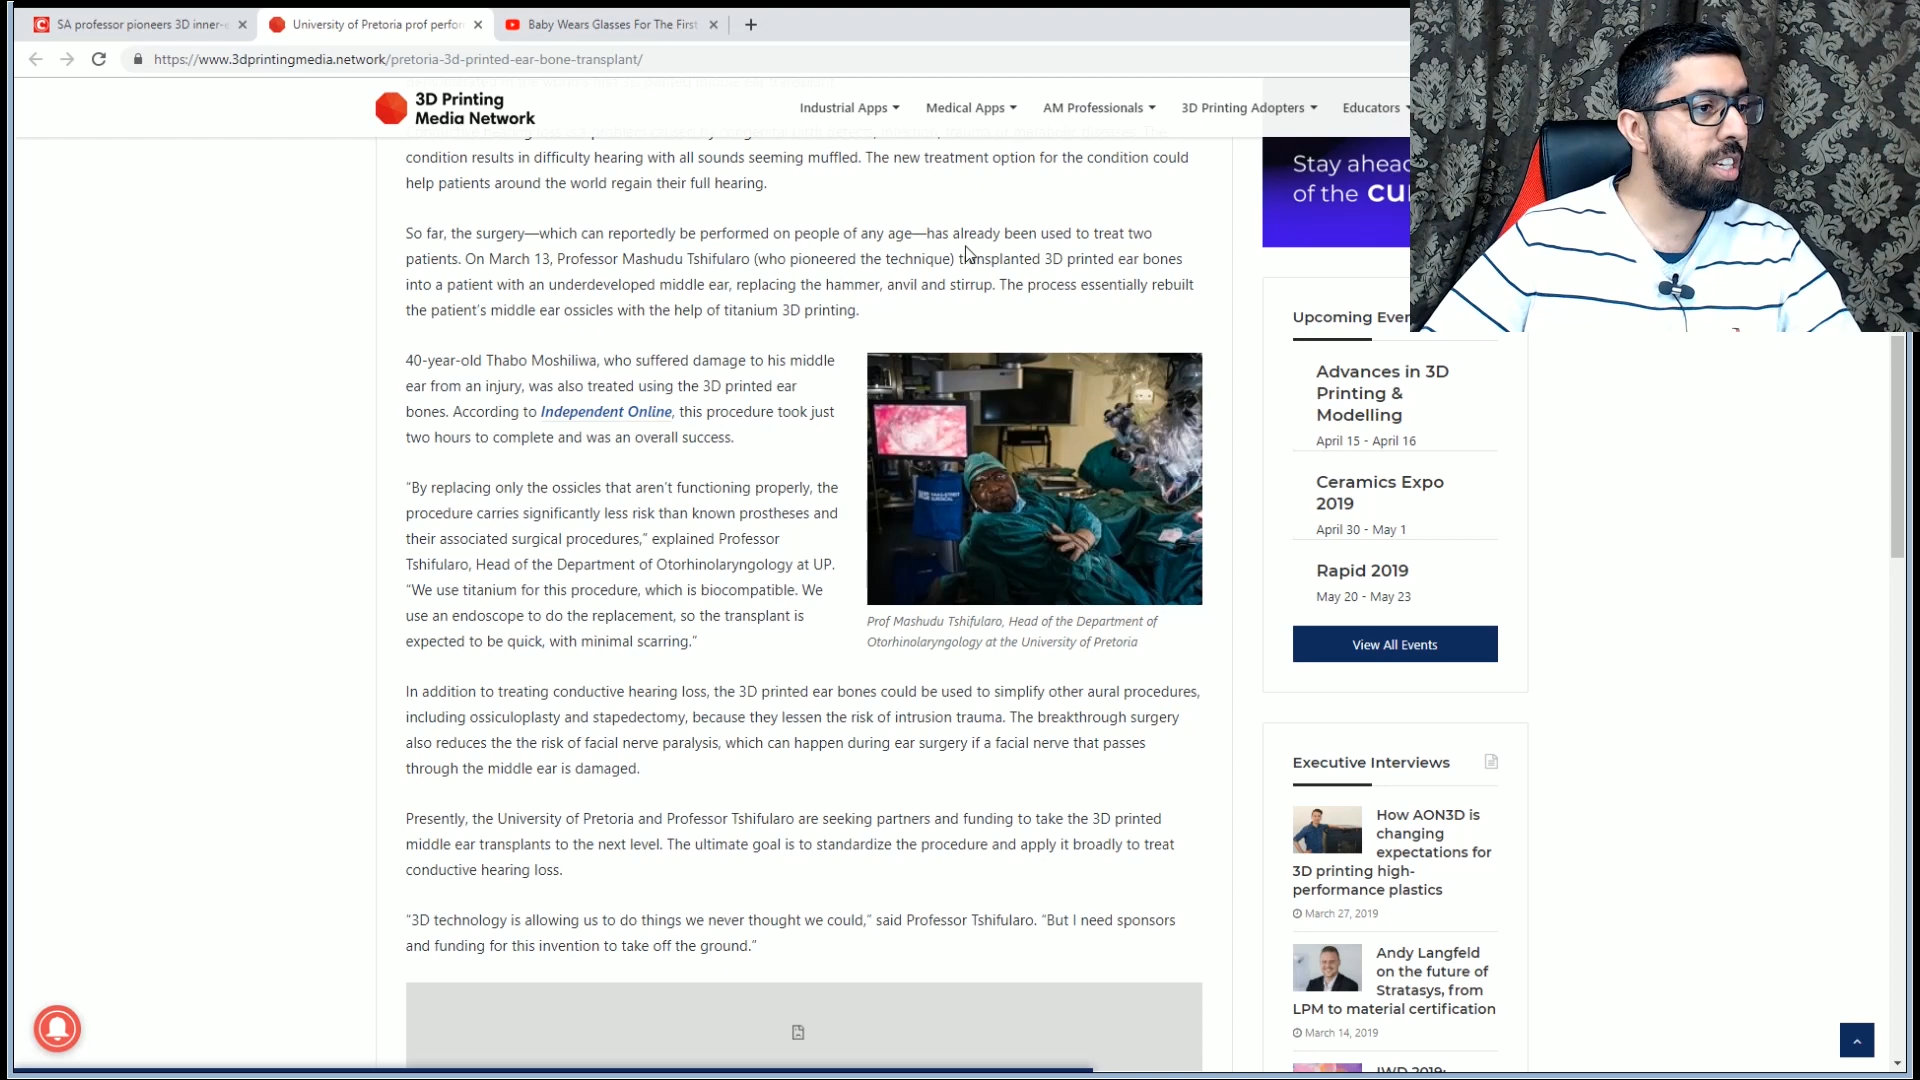 SA professor pioneers 3D inner-e
University of Pretoria prof perfor
Baby Wears Glasses For The First
https://www.3dprintingmedia.network/pretoria-3d-printed-ear-bone-transplant/
3D Printing
Media Network
Industrial Apps
Medical Apps
AM Professionals
3D Printing Adopters
Educators
condition results in difficulty hearing with all sounds seeming muffled. The new treatment option for the condition could
help patients around the world regain their full hearing.
So far, the surgery—which can reportedly be performed on people of any age—has already been used to treat two
patients. On March 13, Professor Mashudu Tshifularo (who pioneered the technique) transplanted 3D printed ear bones
into a patient with an underdeveloped middle ear, replacing the hammer, anvil and stirrup. The process essentially rebuilt
the patient's middle ear ossicles with the help of titanium 3D printing.
40-year-old Thabo Moshiliwa, who suffered damage to his middle
ear from an injury, was also treated using the 3D printed ear
bones. According to Independent Online, this procedure took just
two hours to complete and was an overall success.
"By replacing only the ossicles that aren't functioning properly, the
procedure carries significantly less risk than known prostheses and
their associated surgical procedures," explained Professor
Tshifularo, Head of the Department of Otorhinolaryngology at UP.
"We use titanium for this procedure, which is biocompatible. We
use an endoscope to do the replacement, so the transplant is
expected to be quick, with minimal scarring."
Prof Mashudu Tshifularo, Head of the Department of
Otorhinolaryngology at the University of Pretoria
In addition to treating conductive hearing loss, the 3D printed ear bones could be used to simplify other aural procedures,
including ossiculoplasty and stapedectomy, because they lessen the risk of intrusion trauma. The breakthrough surgery
also reduces the the risk of facial nerve paralysis, which can happen during ear surgery if a facial nerve that passes
through the middle ear is damaged.
Presently, the University of Pretoria and Professor Tshifularo are seeking partners and funding to take the 3D printed
middle ear transplants to the next level. The ultimate goal is to standardize the procedure and apply it broadly to treat
conductive hearing loss.
"3D technology is allowing us to do things we never thought we could," said Professor Tshifularo. "But I need sponsors
and funding for this invention to take off the ground."
Stay ahead
of the cu
Upcoming Even
Advances in 3D
Printing &
Modelling
April 15 - April 16
Ceramics Expo
2019
April 30 - May 1
Rapid 2019
May 20 - May 23
View All Events
Executive Interviews
How AON3D is
changing
expectations for
3D printing high-
performance plastics
March 27, 2019
Andy Langfeld
on the future of
Stratasys, from
LPM to material certification
March 14, 2019
IWD 2019: